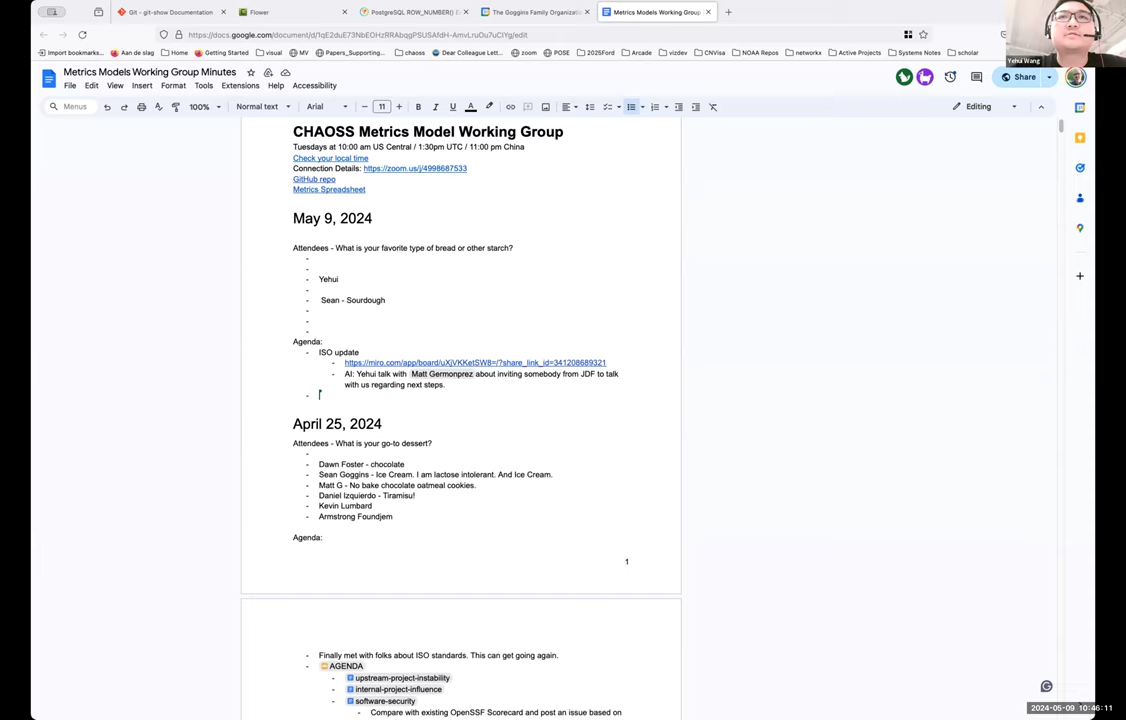 Git - git-show Documentation
Flower
PostgreSQL ROW_NUMBER()
The Goggins Family Organizati
Metrics Models Working Group
https://docs.google.com/document/d/1qE2duE73NbEOHzRRAbqgPSUSAfdH-AmvLruOu7uCIYg/edit
Import bookmarks...
Aan de slag
Getting Started
visual
MV
Papers_Supporting...
chaoss
Dear Colleague Lett...
zoom
POSE
2025Ford
Arcade
vizdev
CNVisa
NOAA Repos
networkx
Active Projects
Systems Notes
scholar
Yehui Wang
Metrics Models Working Group Minutes
File Edit View Insert Format Tools Extensions Help Accessibility
Share
Menus
100%
Normal text
Arial
11
Editing
CHAOSS Metrics Model Working Group
Tuesdays at 10:00 am US Central / 1:30pm UTC / 11:00 pm China
Check your local time
Connection Details: https://zoom.us/j/4998687533
GitHub repo
Metrics Spreadsheet
May 9, 2024
Attendees - What is your favorite type of bread or other starch?
-
-
- Yehui
-
- Sean - Sourdough
-
-
-
Agenda:
- ISO update
- https://miro.com/app/board/uXjVKKetSW8=/?share_link_id=341208689321
- AI: Yehui talk with Matt Germonprez about inviting somebody from JDF to talk
with us regarding next steps.
-
April 25, 2024
Attendees - What is your go-to dessert?
-
- Dawn Foster - chocolate
- Sean Goggins - Ice Cream. I am lactose intolerant. And Ice Cream.
- Matt G - No bake chocolate oatmeal cookies.
- Daniel Izquierdo - Tiramisu!
- Kevin Lumbard
- Armstrong Foundjem
Agenda:
1
- Finally met with folks about ISO standards. This can get going again.
- AGENDA
- upstream-project-instability
- internal-project-influence
- software-security
- Compare with existing OpenSSF Scorecard and post an issue based on
2024-05-09 10:46:11